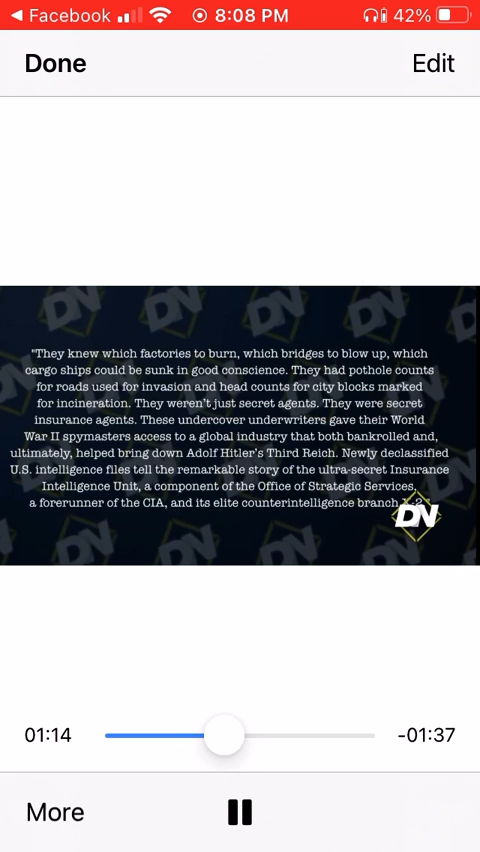 Facebook
8:08 PM
42%
Done
Edit
DN DN DN DN
"They knew which factories to burn, which bridges to blow up, which
cargo ships could be sunk in good conscience. They had pothole counts
for roads used for invasion and head counts for city blocks marked
for incineration. They weren't just secret agents. They were secret
insurance agents. These undercover underwriters gave their World
War II spymasters access to a global industry that both bankrolled and,
ultimately, helped bring down Adolf Hitler's Third Reich. Newly declassified
U.S. intelligence files tell the remarkable story of the ultra-secret Insurance
Intelligence Unit, a component of the Office of Strategic Services,
a forerunner of the CIA, and its elite counterintelligence branch
DN
01:14
-01:37
More